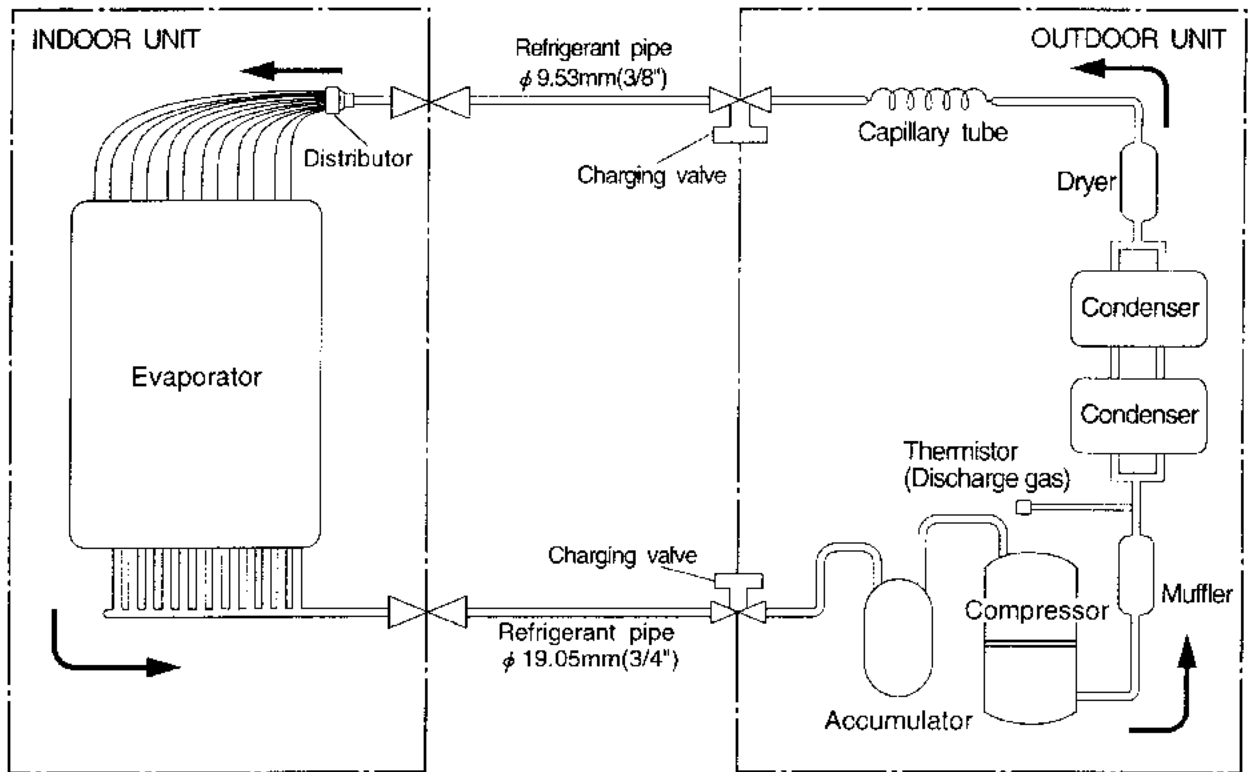 INDOOR UNIT
Refrigerant pipe
ϕ 9.53mm(3/8")
OUTDOOR UNIT
Distributor
Charging valve
Capillary tube
Dryer
Condenser
Evaporator
Condenser
Thermistor
(Discharge gas)
Charging valve
Compressor
Muffler
Refrigerant pipe
ϕ 19.05mm(3/4")
Accumulator